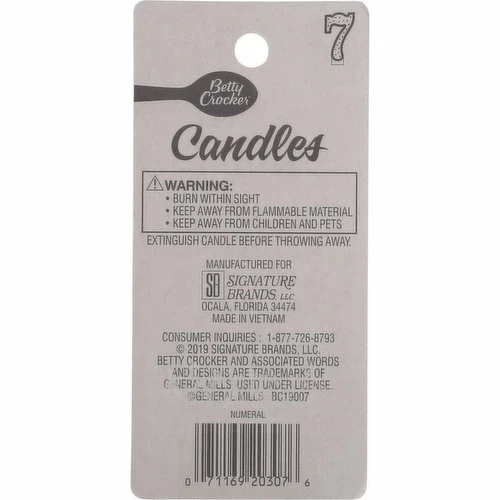 7
Betty
Crocker
Candles
WARNING:
• BURN WITHIN SIGHT
• KEEP AWAY FROM FLAMMABLE MATERIAL
• KEEP AWAY FROM CHILDREN AND PETS
EXTINGUISH CANDLE BEFORE THROWING AWAY.
MANUFACTURED FOR
SB SIGNATURE
BRANDS, LLC
OCALA, FLORIDA 34474
MADE IN VIETNAM
CONSUMER INQUIRIES : 1-877-726-8793
© 2019 SIGNATURE BRANDS, LLC.
BETTY CROCKER AND ASSOCIATED WORDS
AND DESIGNS ARE TRADEMARKS OF
GENERAL MILLS USED UNDER LICENSE.
©GENERAL MILLS BC19007
NUMERAL
0 71169 20307 6